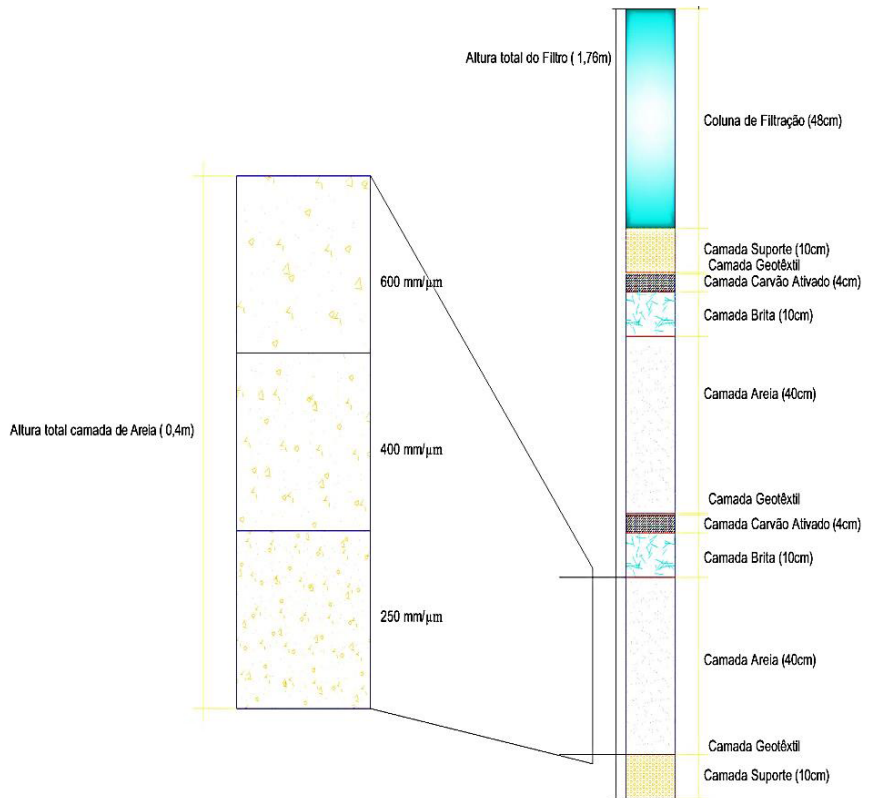 Altura total do Filtro ( 1,76m)
Coluna de Filtração (48cm)
Camada Suporte (10cm)
Camada Geotêxtil
Camada Carvão Ativado (4cm)
Camada Brita (10cm)
Camada Areia (40cm)
Camada Geotêxtil
Camada Carvão Ativado (4cm)
Camada Brita (10cm)
Camada Areia (40cm)
Camada Geotêxtil
Camada Suporte (10cm)
Altura total camada de Areia ( 0,4m)
600 mm/µm
400 mm/µm
250 mm/µm